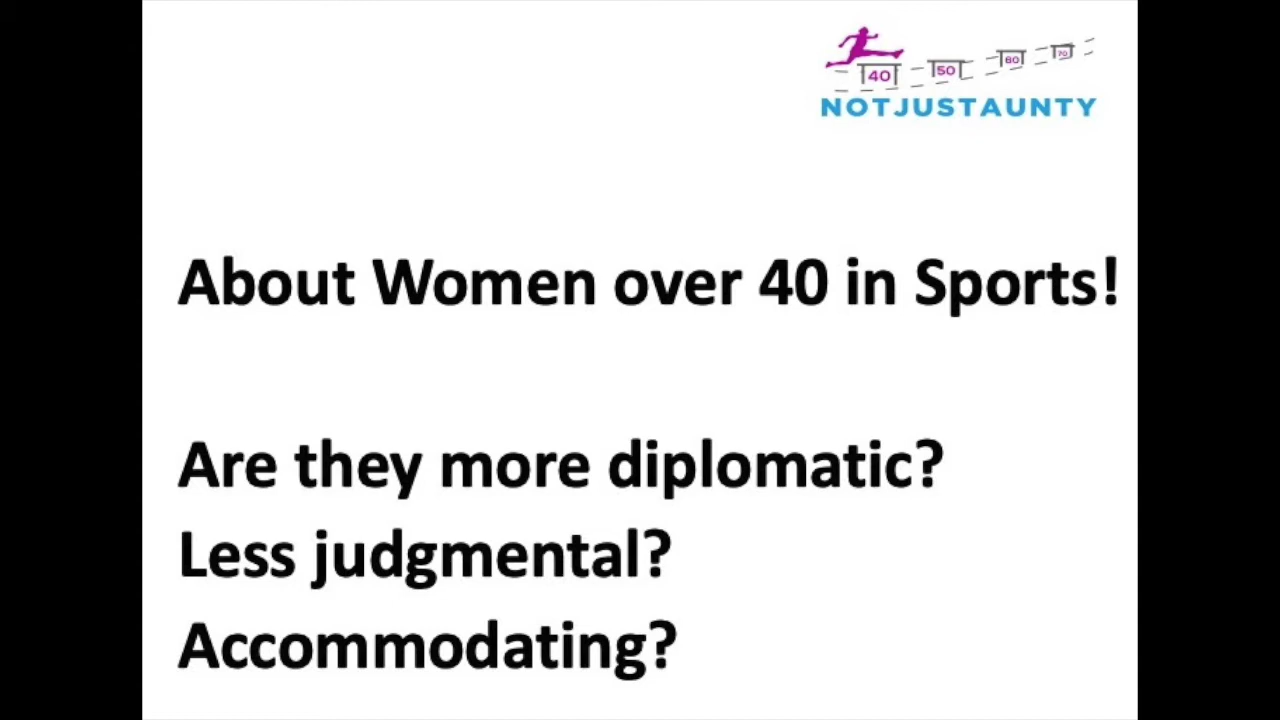 40 50 60 70
NOTJUSTAUNTY
About Women over 40 in Sports!
Are they more diplomatic?
Less judgmental?
Accommodating?